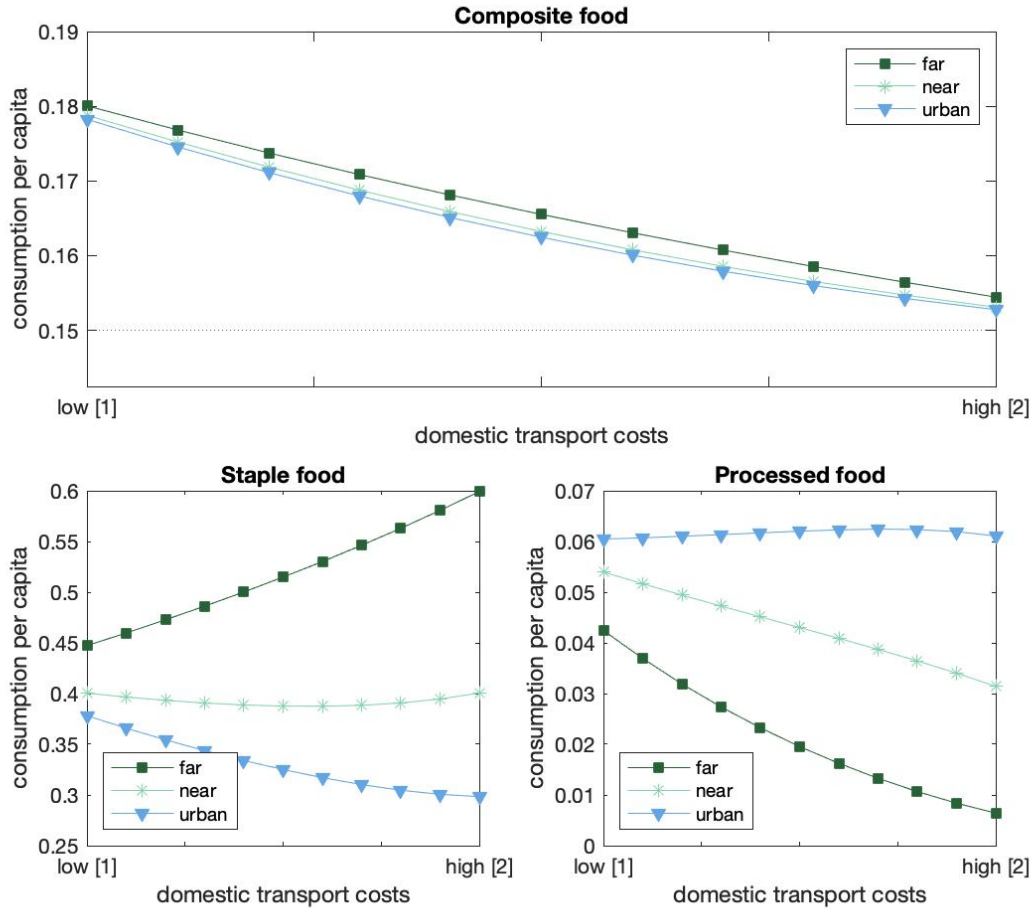 Composite food
consumption per capita
0.19
0.18
0.17
0.16
0.15
far
near
urban
low [1]
high [2]
domestic transport costs
Staple food
consumption per capita
0.6
0.55
0.5
0.45
0.4
0.35
0.3
0.25
far
near
urban
low [1]
high [2]
domestic transport costs
Processed food
consumption per capita
0.07
0.06
0.05
0.04
0.03
0.02
0.01
0
far
near
urban
low [1]
high [2]
domestic transport costs